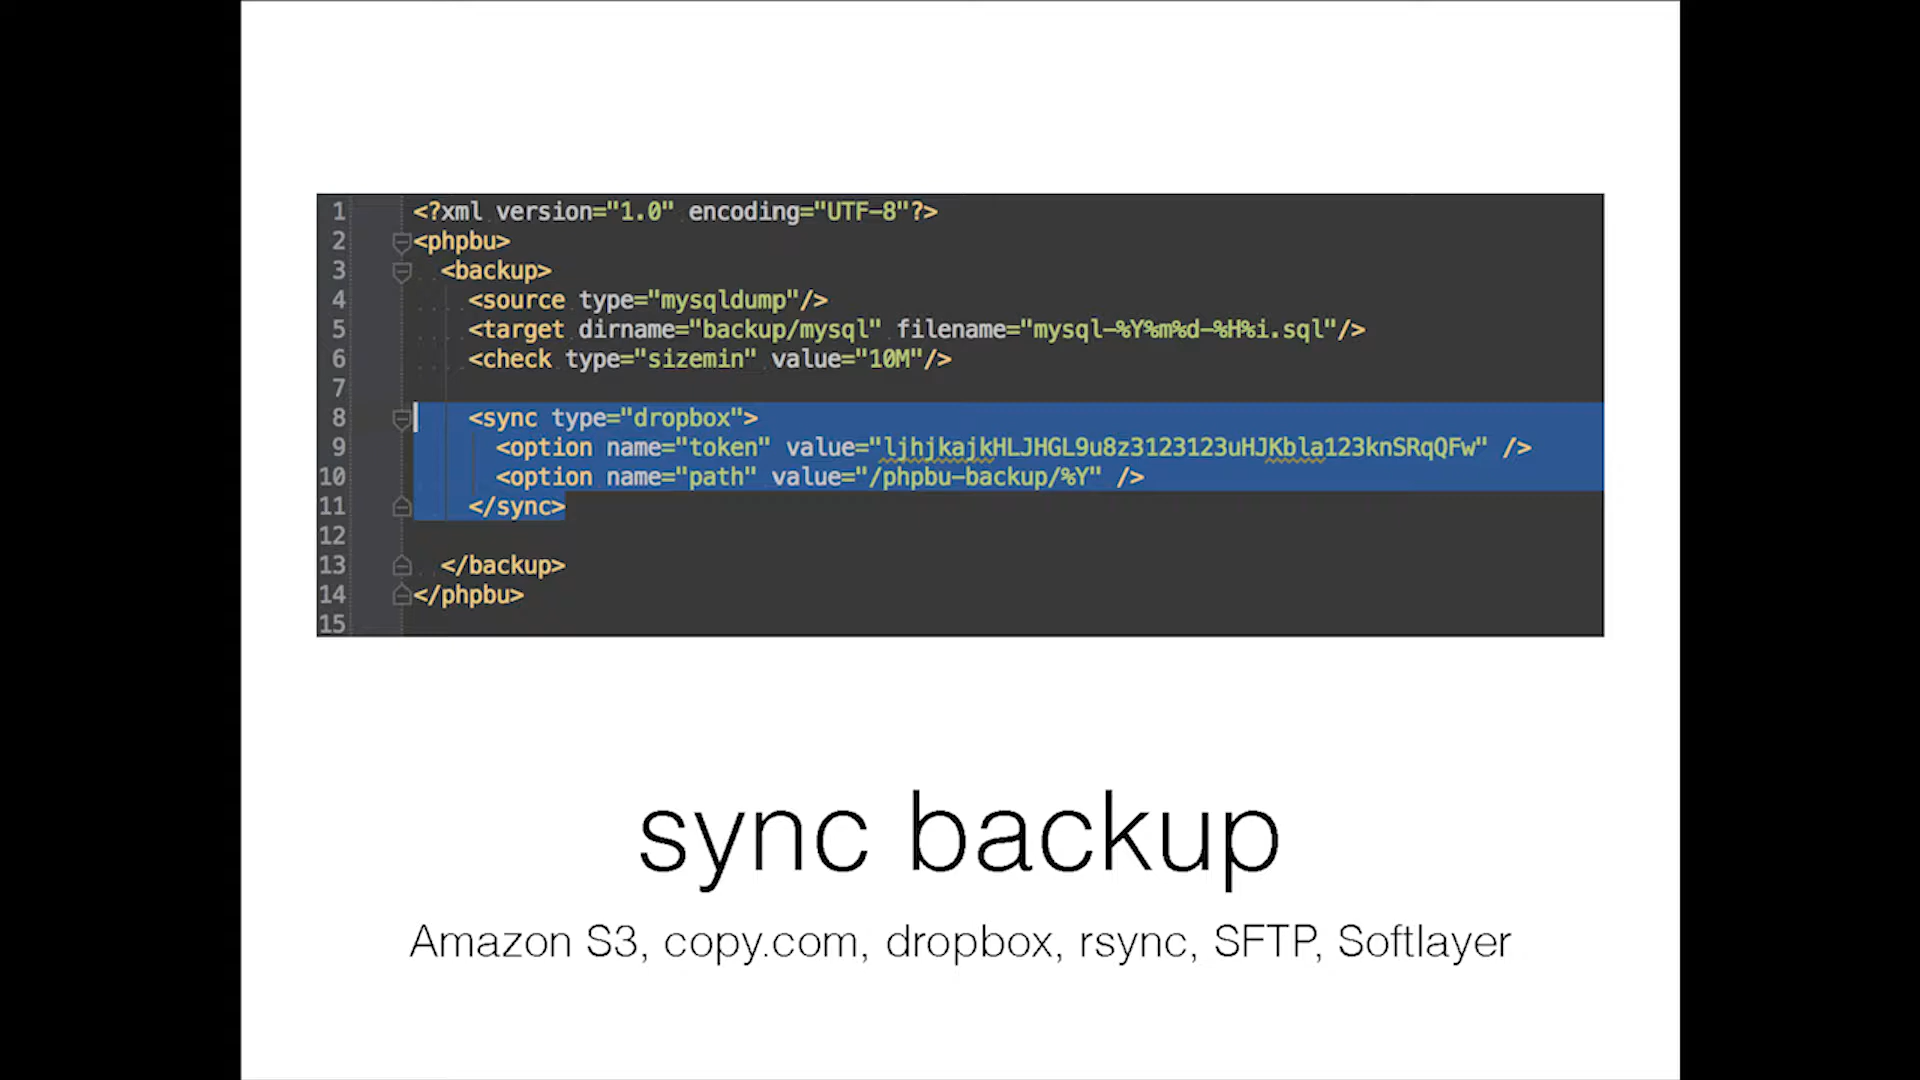 1 <?xml version="1.0" encoding="UTF-8"?>
2 <phpbu>
3 <backup>
4 <source type="mysqldump"/>
5 <target dirname="backup/mysql" filename="mysql-%Y%m%d-%H%i.sql"/>
6 <check type="sizemin" value="10M"/>
7
8 <sync type="dropbox">
9 <option name="token" value="ljhjkajkHLJHGL9u8z3123123uHJKbla123knSRqQFw" />
10 <option name="path" value="/phpbu-backup/%Y" />
11 </sync>
12
13 </backup>
14 </phpbu>
15
sync backup
Amazon S3, copy.com, dropbox, rsync, SFTP, Softlayer